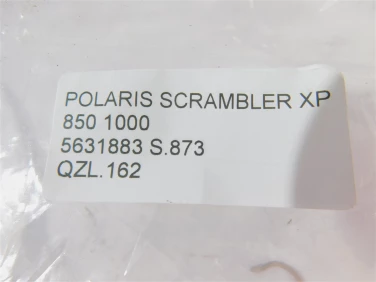 POLARIS SCRAMBLER XP
850 1000
5631883 S.873
QZL.162